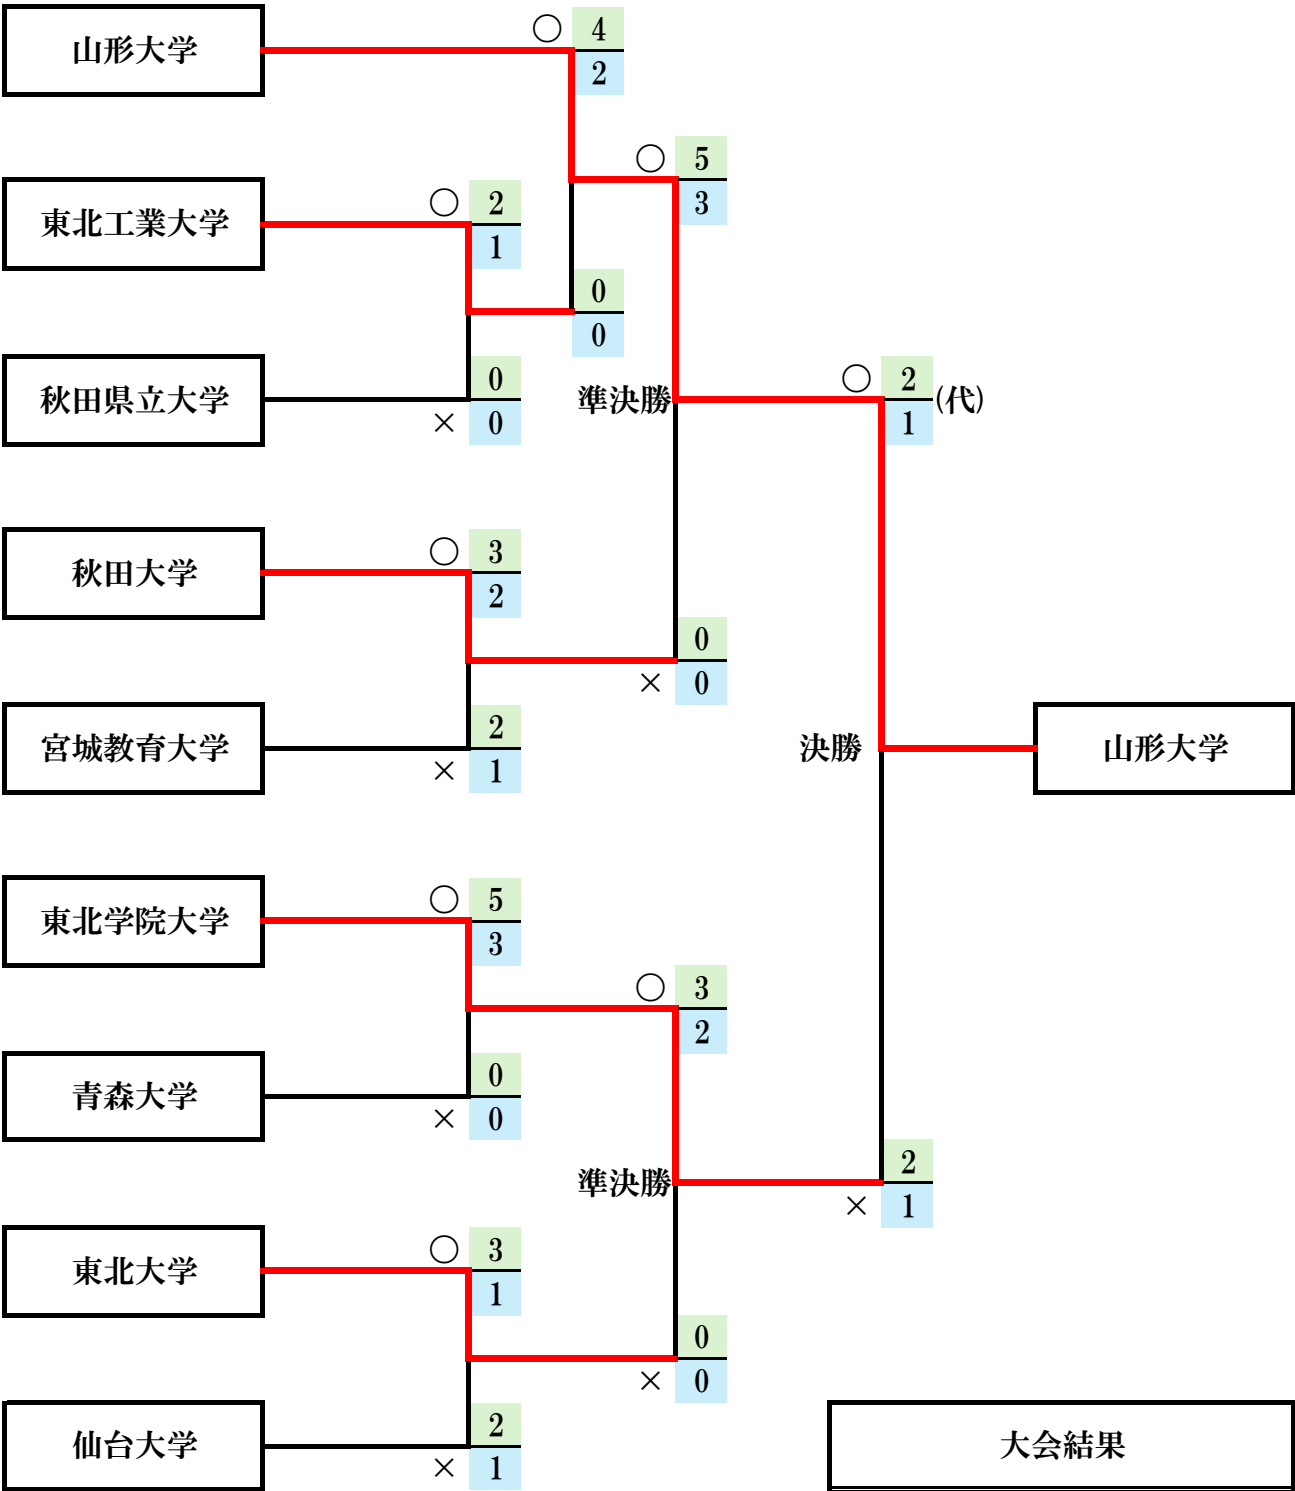 ○ 4
山形大学
2
○ 5
東北工業大学
○ 2
3
1
0
0
○ 2
0
秋田県立大学
準決勝
(代)
× 0
1
○ 3
秋田大学
2
0
× 0
2
宮城教育大学
決勝
山形大学
× 1
○ 5
東北学院大学
3
○ 3
2
0
青森大学
× 0
2
準決勝
× 1
○ 3
東北大学
1
0
× 0
2
仙台大学
大会結果
× 1